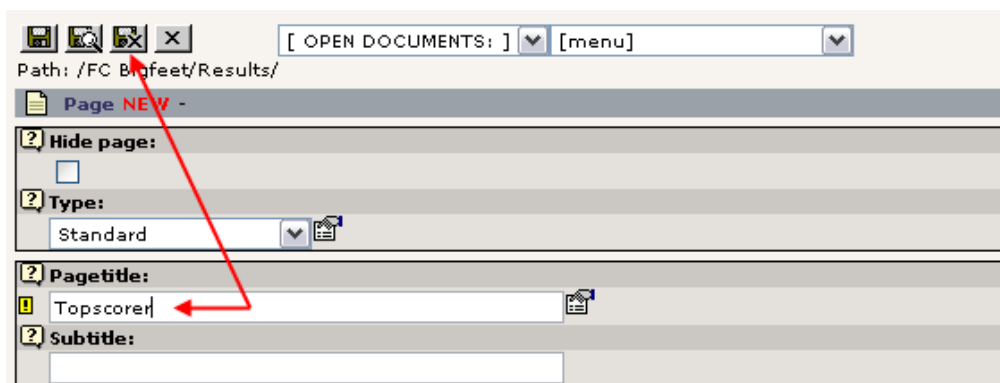 [ OPEN DOCUMENTS: ] [menu]
Path: /FC Bigfeet/Results/
Page NEW -
Hide page:
Type:
Standard
Pagetitle:
Topscorer
Subtitle: